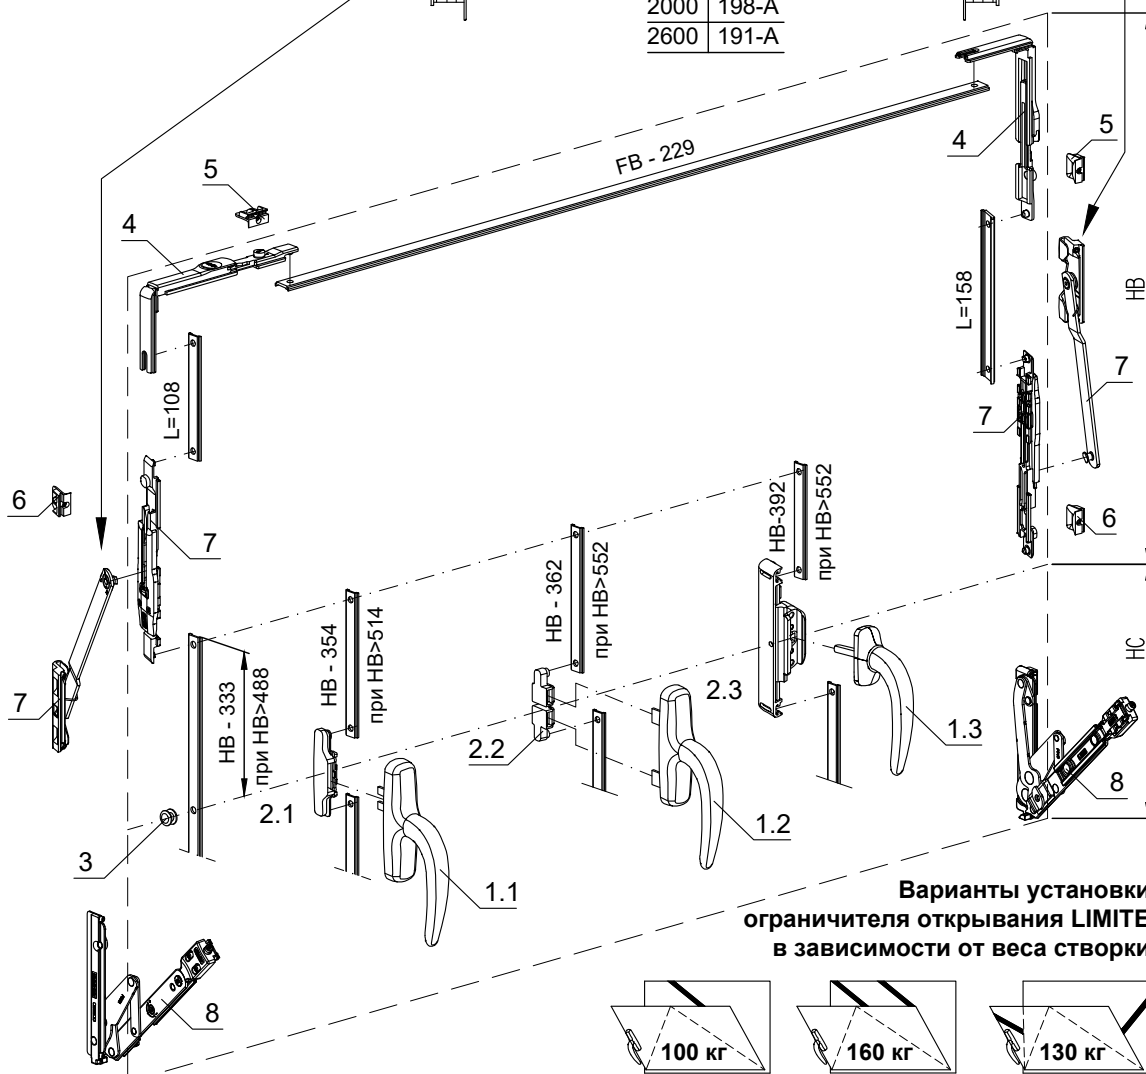 2000 198-A
2600 191-A
5
4
FB - 229
4
5
HB
L=108
L=158
7
7
6
7
6
HB-392
при HB>552
HB - 362
при HB>552
HB - 354
при HB>514
HB - 333
при HB>488
7
2.3
2.2
2.1
1.3
1.2
1.1
3
HC
8
8
Варианты установки
ограничителя открывания LIMITE
в зависимости от веса створки
100 кг
160 кг
130 кг